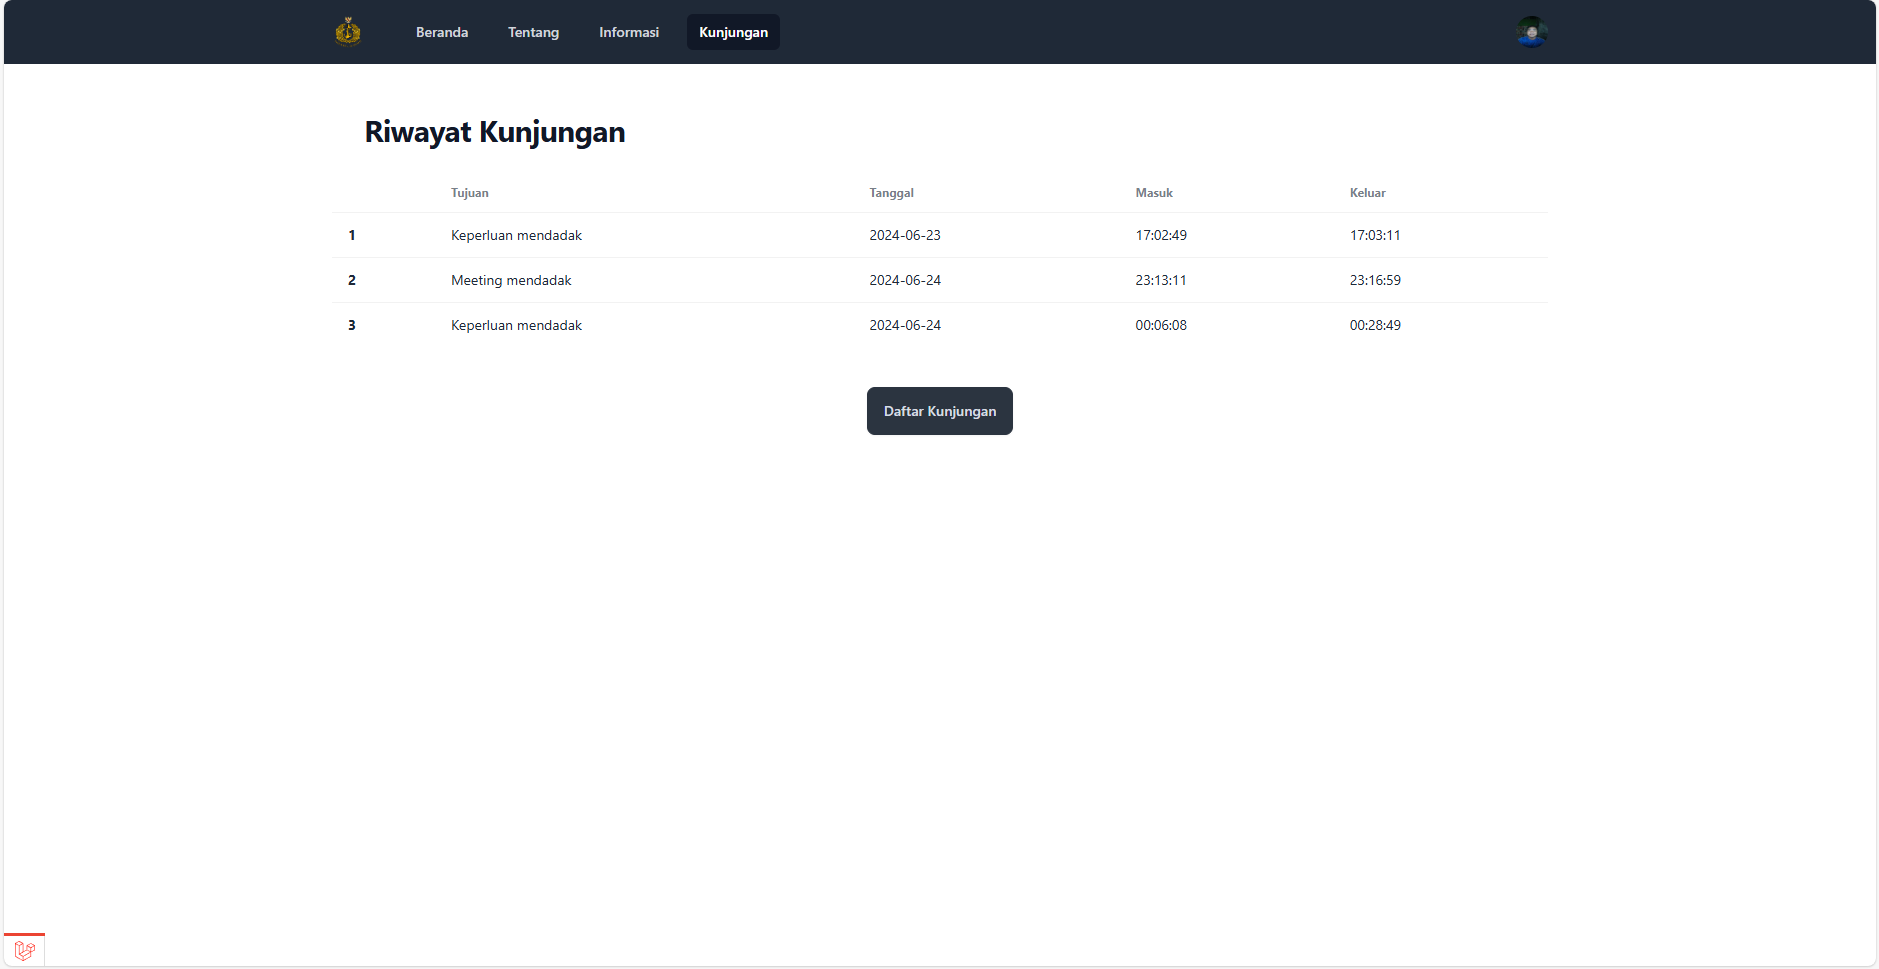 Beranda Tentang Informasi Kunjungan
Riwayat Kunjungan
Tujuan Tanggal Masuk Keluar
1 Keperluan mendadak 2024-06-23 17:02:49 17:03:11
2 Meeting mendadak 2024-06-24 23:13:11 23:16:59
3 Keperluan mendadak 2024-06-24 00:06:08 00:28:49
Daftar Kunjungan